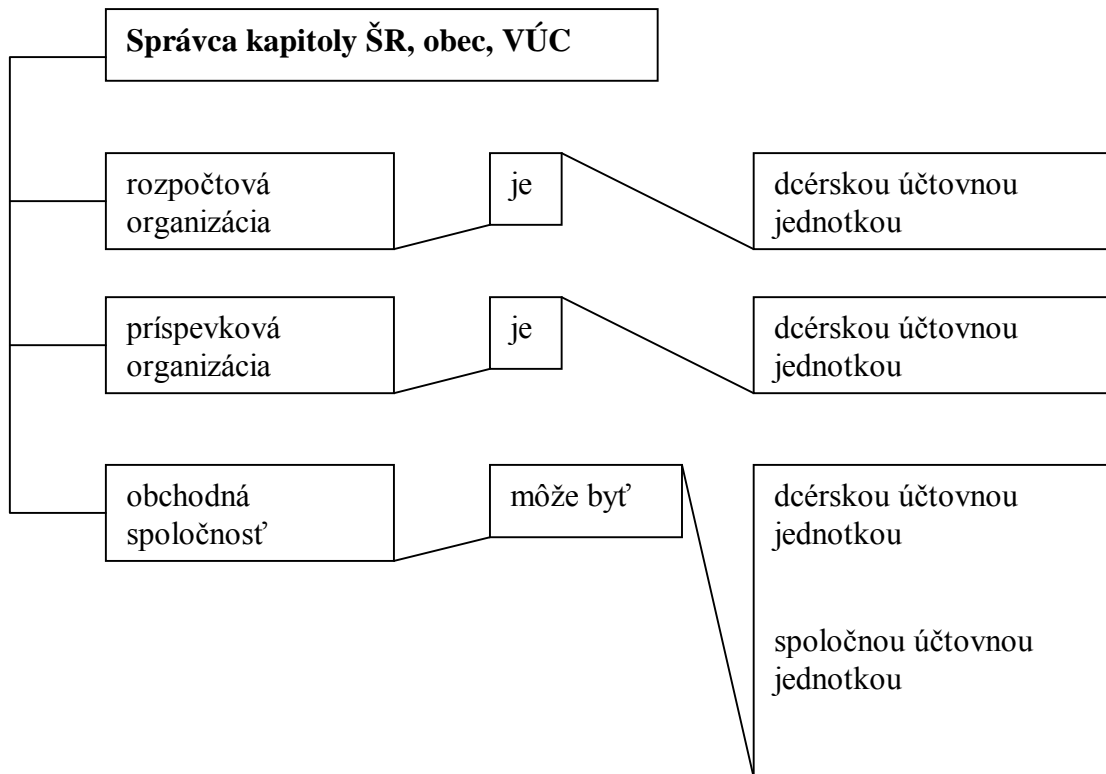 Správca kapitoly ŠR, obec, VÚC
rozpočtová
organizácia
je
dcérskou účtovnou
jednotkou
príspevková
organizácia
je
dcérskou účtovnou
jednotkou
obchodná
spoločnosť
môže byť
dcérskou účtovnou
jednotkou
spoločnou účtovnou
jednotkou